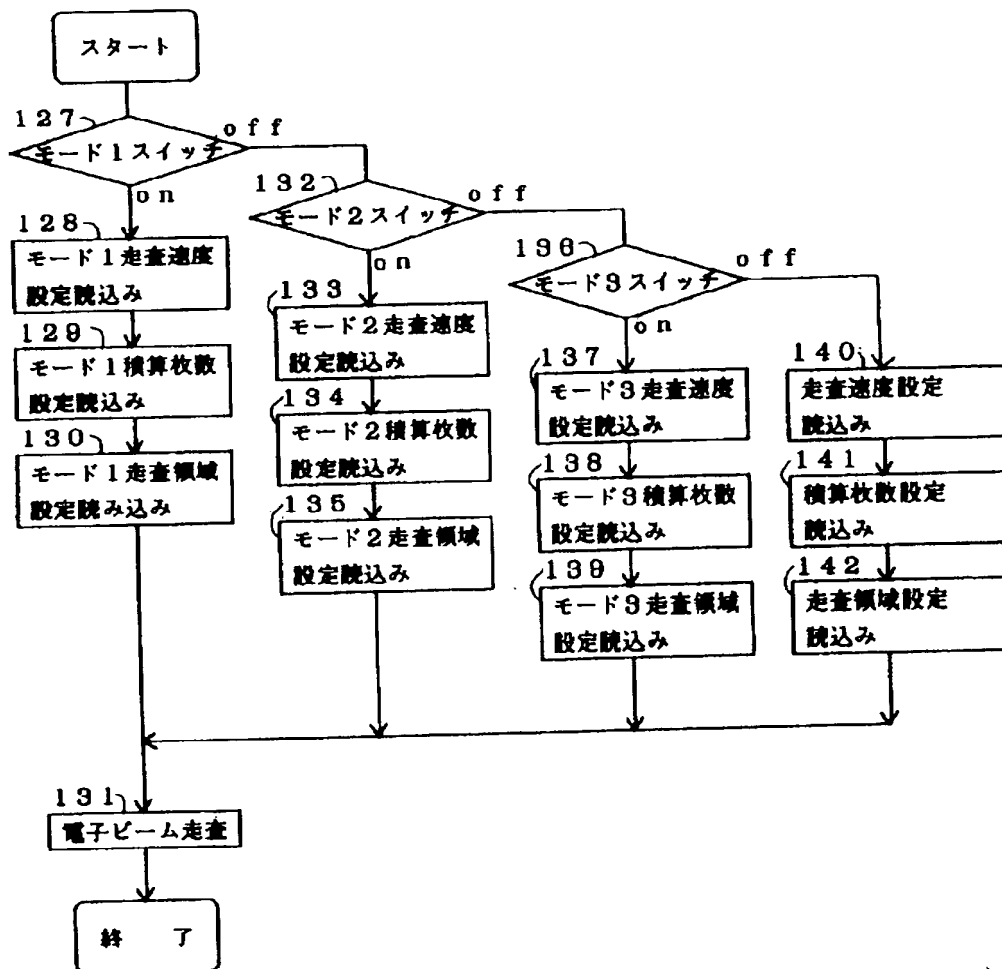 スタート
127
モード1スイッチ
off
on
128
モード1走査速度
設定読込み
129
モード1積算枚数
設定読込み
130
モード1走査領域
設定読み込み
132
モード2スイッチ
off
on
133
モード2走査速度
設定読込み
134
モード2積算枚数
設定読込み
135
モード2走査領域
設定読込み
136
モード3スイッチ
off
on
137
モード3走査速度
設定読込み
138
モード3積算枚数
設定読込み
139
モード3走査領域
設定読込み
140
走査速度設定
読込み
141
積算枚数設定
読込み
142
走査領域設定
読込み
131
電子ビーム走査
終 了